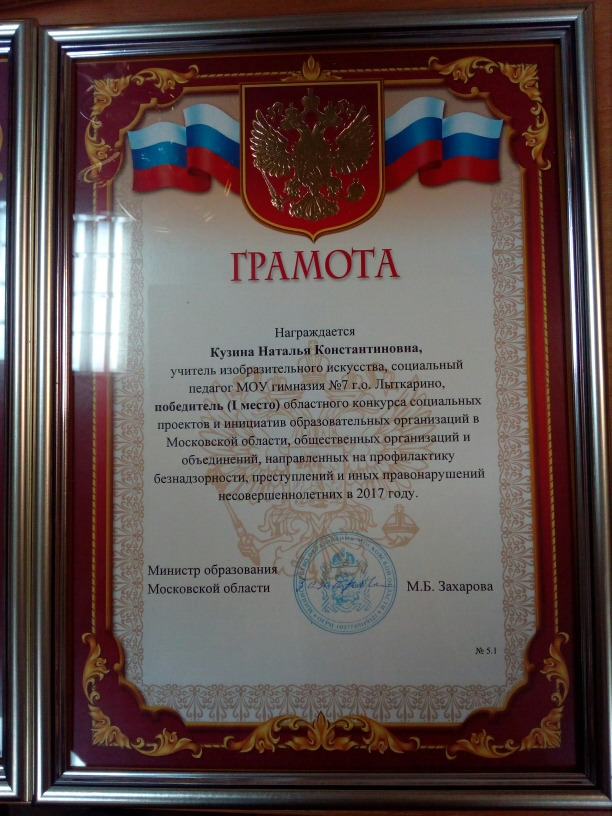 ГРАМОТА
Награждается
Кузина Наталья Константиновна,
учитель изобразительного искусства, социальный
педагог МОУ гимназия №7 г.о. Лыткарино,
победитель (I место) областного конкурса социальных
проектов и инициатив образовательных организаций в
Московской области, общественных организаций и
объединений, направленных на профилактику
безнадзорности, преступлений и иных правонарушений
несовершеннолетних в 2017 году.
Министр образования
Московской области
М.Б. Захарова
№ 5.1